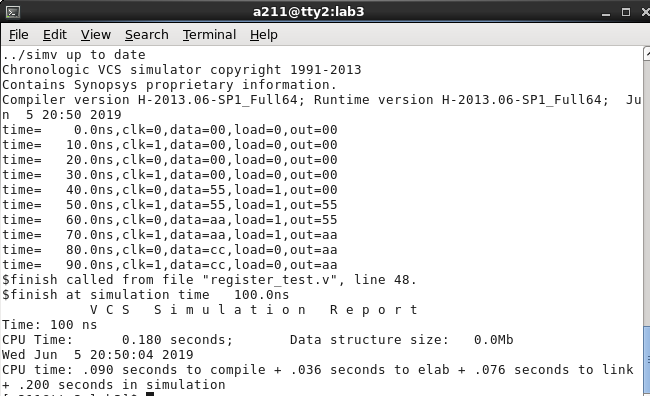 a211@tty2:lab3
File Edit View Search Terminal Help
../simv up to date
Chronologic VCS simulator copyright 1991-2013
Contains Synopsys proprietary information.
Compiler version H-2013.06-SP1_Full64; Runtime version H-2013.06-SP1_Full64;  Ju
n  5 20:50 2019
time=    0.0ns,clk=0,data=00,load=0,out=00
time=   10.0ns,clk=1,data=00,load=0,out=00
time=   20.0ns,clk=0,data=00,load=0,out=00
time=   30.0ns,clk=1,data=00,load=0,out=00
time=   40.0ns,clk=0,data=55,load=1,out=00
time=   50.0ns,clk=1,data=55,load=1,out=55
time=   60.0ns,clk=0,data=aa,load=1,out=55
time=   70.0ns,clk=1,data=aa,load=1,out=aa
time=   80.0ns,clk=0,data=cc,load=0,out=aa
time=   90.0ns,clk=1,data=cc,load=0,out=aa
$finish called from file "register_test.v", line 48.
$finish at simulation time   100.0ns
V C S   S i m u l a t i o n   R e p o r t
Time: 100 ns
CPU Time:      0.180 seconds;       Data structure size:   0.0Mb
Wed Jun  5 20:50:04 2019
CPU time: .090 seconds to compile + .036 seconds to elab + .076 seconds to link
+ .200 seconds in simulation